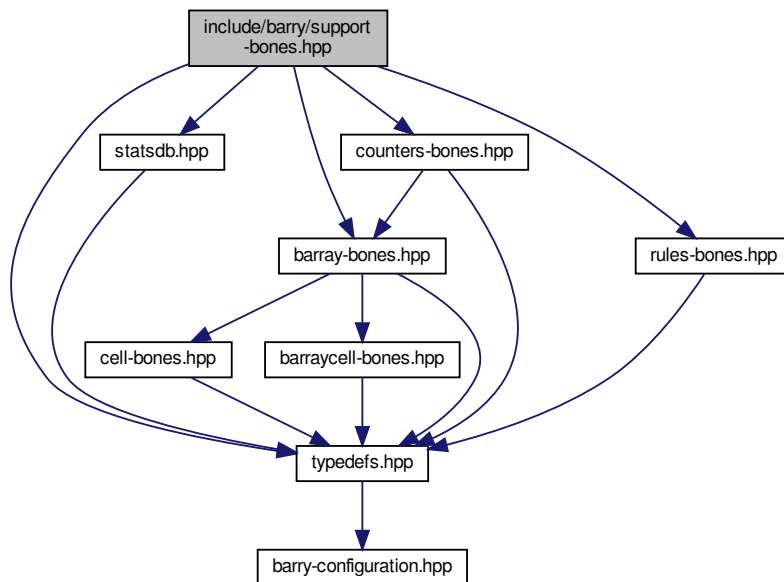 include/barry/support
-bones.hpp
statsdb.hpp
counters-bones.hpp
barray-bones.hpp
rules-bones.hpp
cell-bones.hpp
barraycell-bones.hpp
typedefs.hpp
barry-configuration.hpp